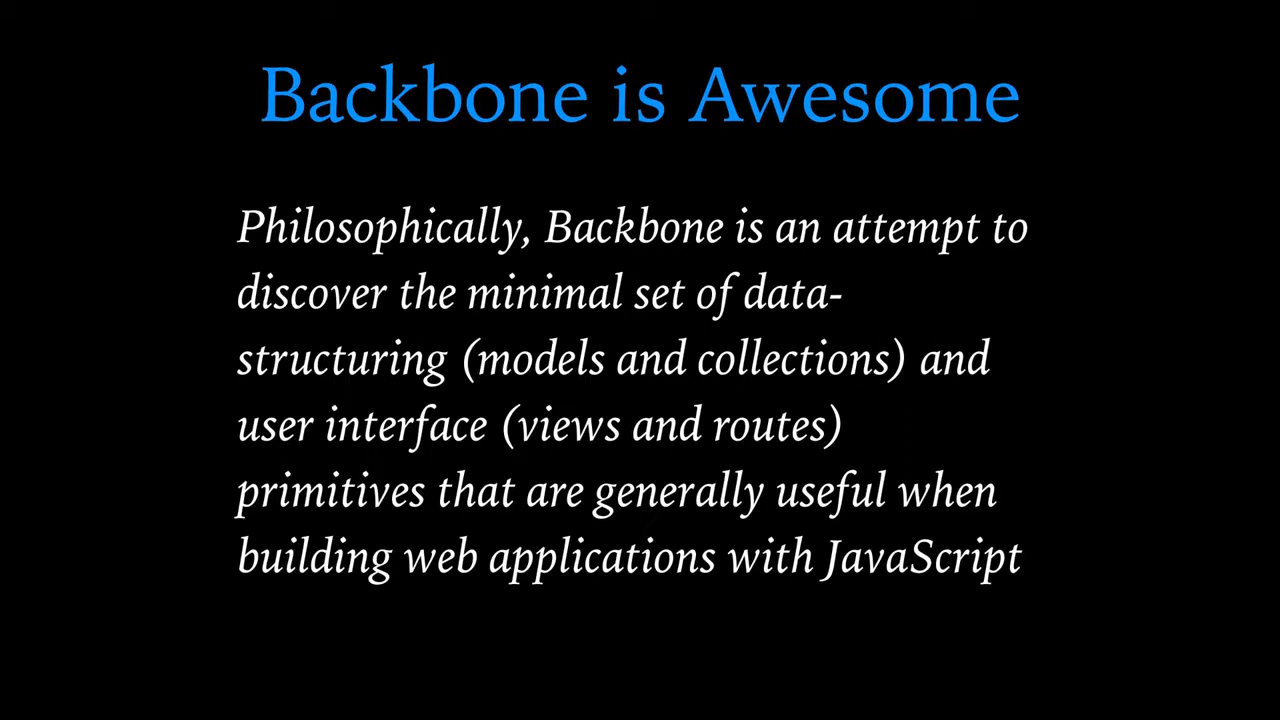 Backbone is Awesome
Philosophically, Backbone is an attempt to
discover the minimal set of data-
structuring (models and collections) and
user interface (views and routes)
primitives that are generally useful when
building web applications with JavaScript